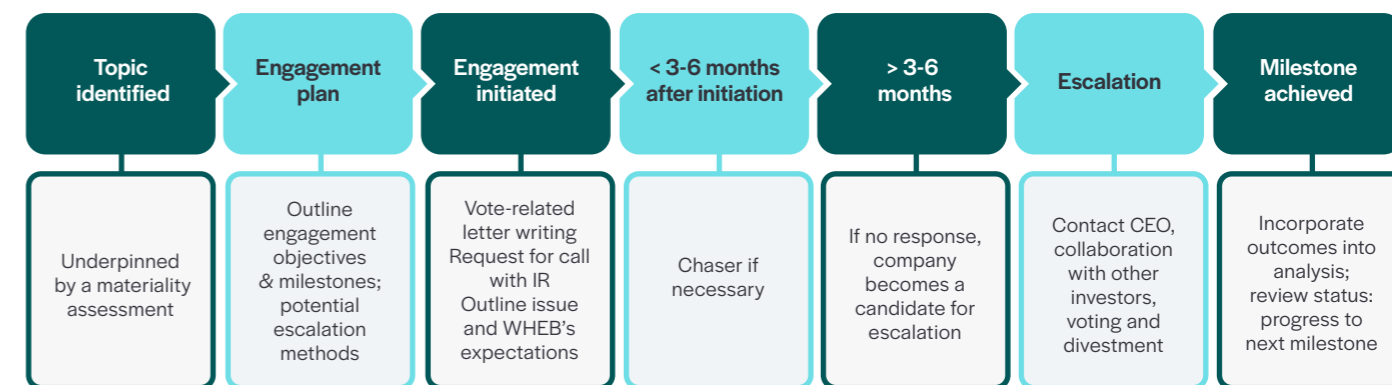 Topic
identified
Underpinned
by a materiality
assessment
Engagement
plan
Outline
engagement
objectives
& milestones;
potential
escalation
methods
Engagement
initiated
Vote-related
letter writing
Request for call
with IR
Outline issue
and WHEB’s
expectations
< 3-6 months
after initiation
Chaser if
necessary
> 3-6
months
If no response,
company
becomes a
candidate for
escalation
Escalation
Contact CEO,
collaboration
with other
investors,
voting and
divestment
Milestone
achieved
Incorporate
outcomes into
analysis;
review status:
progress to
next milestone